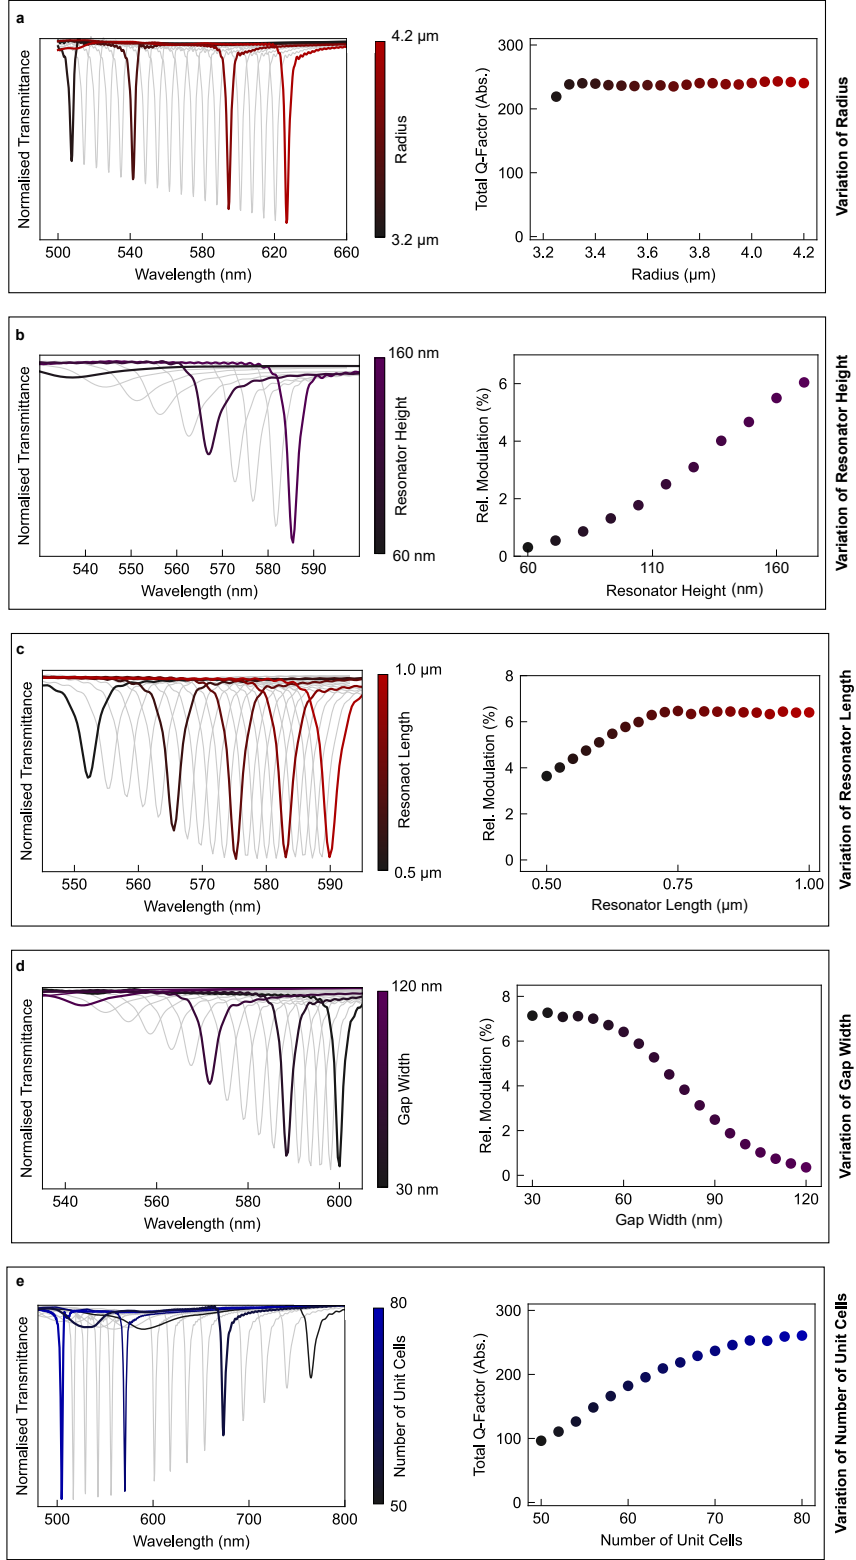 a
Normalised Transmittance
500
540
580
620
660
Wavelength (nm)
4.2 µm
Radius
3.2 µm
Total Q-Factor (Abs.)
300
200
100
0
3.2
3.4
3.6
3.8
4.0
4.2
Radius (µm)
Variation of Radius
b
Normalised Transmittance
540
550
560
570
580
590
Wavelength (nm)
160 nm
Resonator Height
60 nm
Rel. Modulation (%)
6
4
2
0
60
110
160
Resonator Height (nm)
Variation of Resonator Height
c
Normalised Transmittance
550
560
570
580
590
Wavelength (nm)
1.0 µm
Resonaot Length
0.5 µm
Rel. Modulation (%)
8
6
4
2
0
0.50
0.75
1.00
Resonator Length (µm)
Variation of Resonator Length
d
Normalised Transmittance
540
560
580
600
Wavelength (nm)
120 nm
Gap Width
30 nm
Rel. Modulation (%)
8
6
4
2
0
30
60
90
120
Gap Width (nm)
Variation of Gap Width
e
Normalised Transmittance
500
600
700
800
Wavelength (nm)
80
Number of Unit Cells
50
Total Q-Factor (Abs.)
300
200
100
0
50
60
70
80
Number of Unit Cells
Variation of Number of Unit Cells